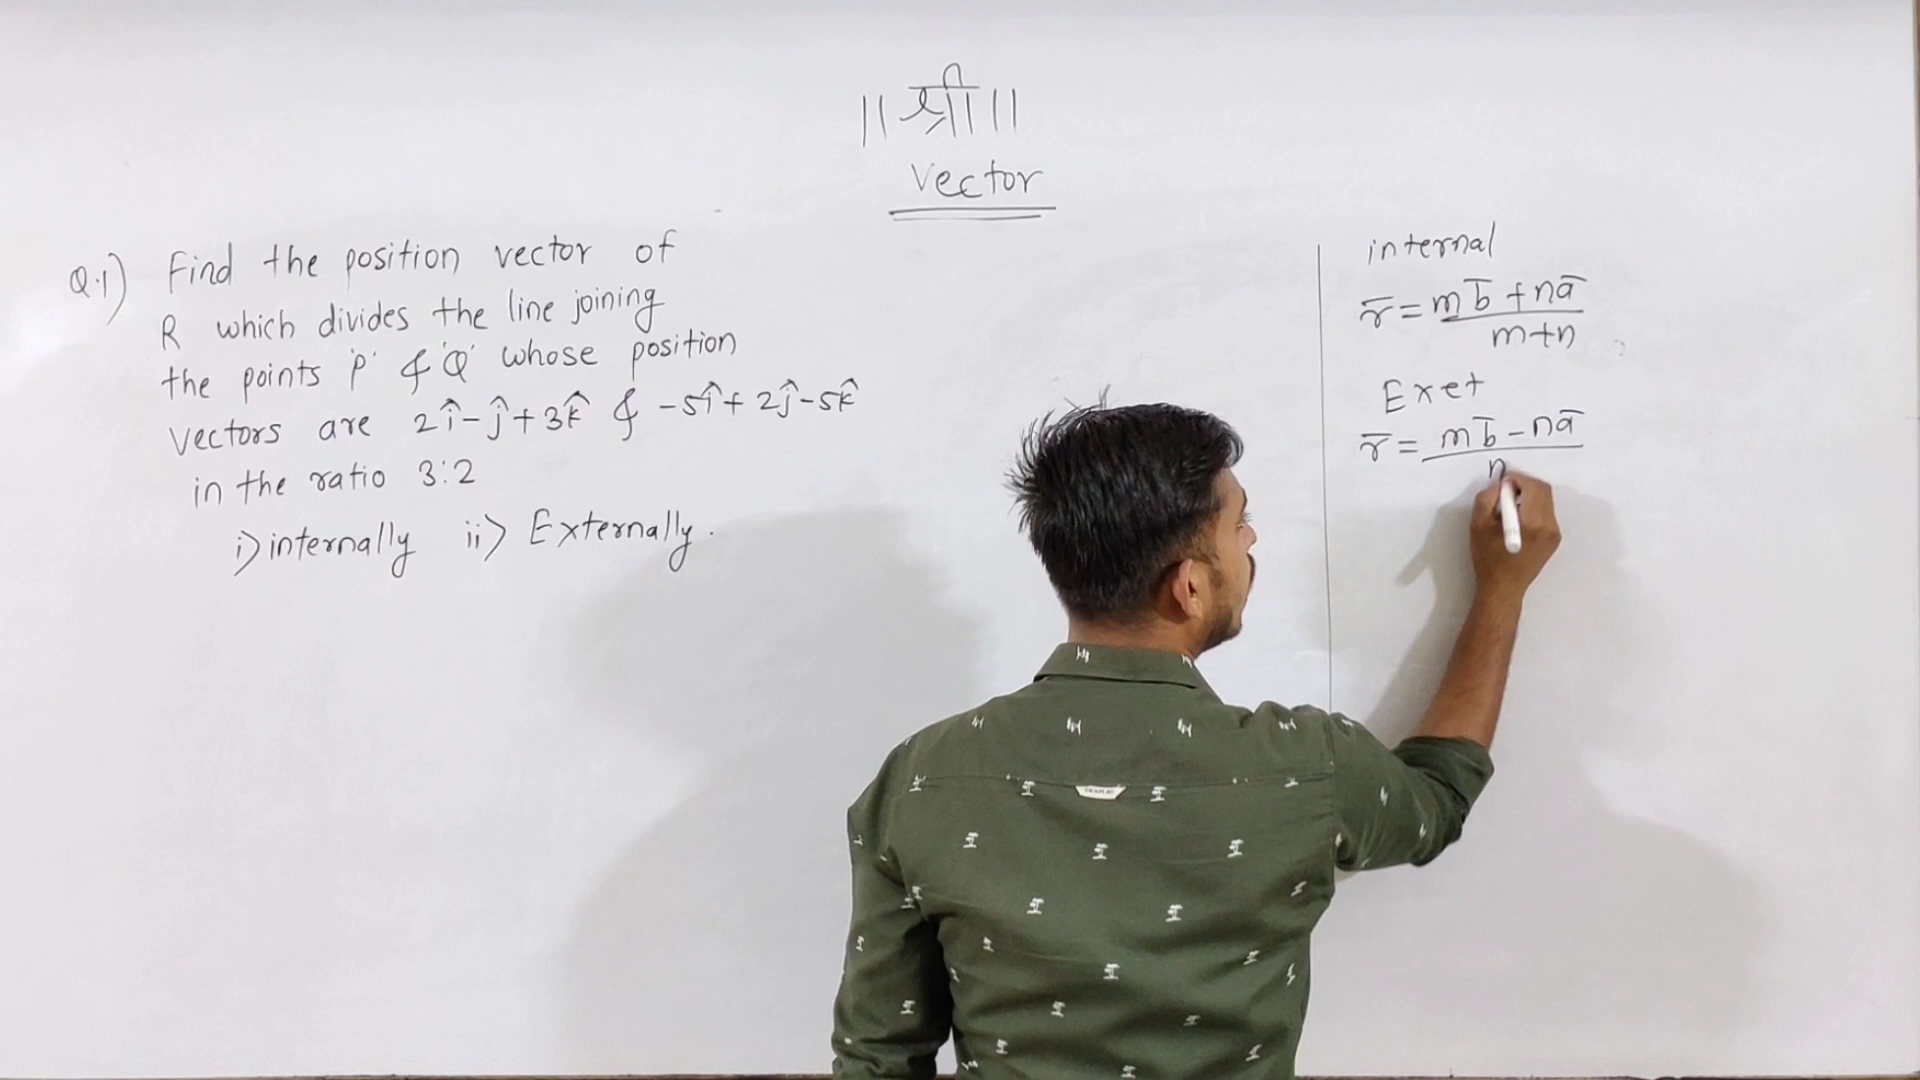 ॥ श्री ॥
Vector
Q.1) Find the position vector of
R which divides the line joining
the points 'P' & 'Q' whose position
vectors are 2î-ĵ+3k̂ & -5î+2ĵ-5k̂
in the ratio 3:2
i) internally ii) Externally.
internal
r̄ = mb̄+nā
m+n
Exet
r̄ = mb̄-nā